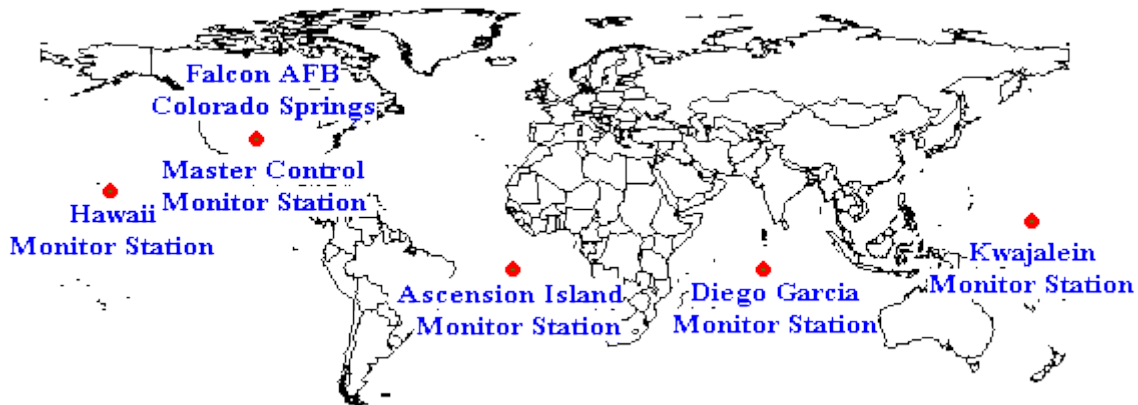 Falcon AFB
Colorado Springs
Master Control
Monitor Station
Hawaii
Monitor Station
Ascension Island
Monitor Station
Diego Garcia
Monitor Station
Kwajalein
Monitor Station